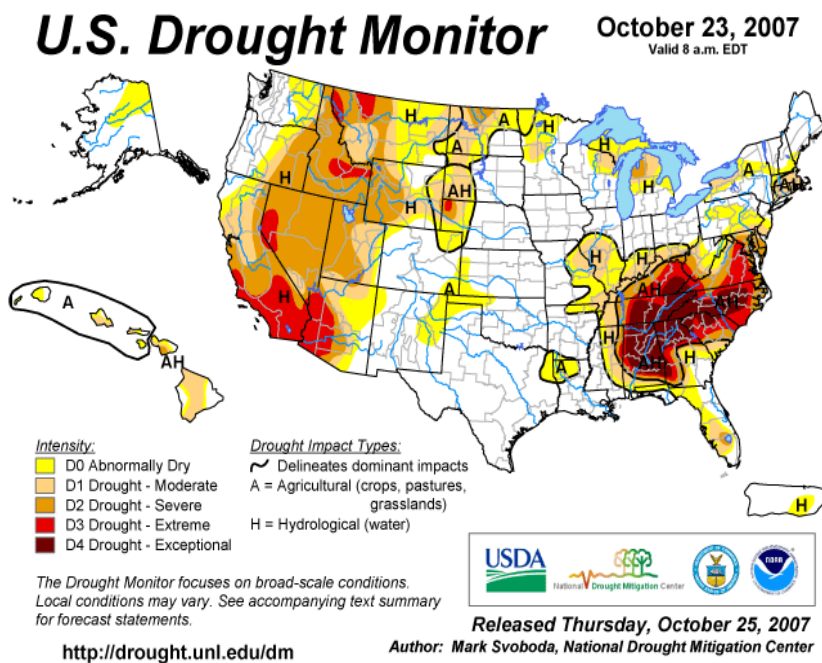 U.S. Drought Monitor
October 23, 2007
Valid 8 a.m. EDT
H
A
H
H
A
A
AH
H
H
AH
H
H
H
A
H
H
AH
AH
H
H
AH
A
A
AH
H
Intensity:
D0 Abnormally Dry
D1 Drought - Moderate
D2 Drought - Severe
D3 Drought - Extreme
D4 Drought - Exceptional
Drought Impact Types:
Delineates dominant impacts
A = Agricultural (crops, pastures,
grasslands)
H = Hydrological (water)
The Drought Monitor focuses on broad-scale conditions.
Local conditions may vary. See accompanying text summary
for forecast statements.
http://drought.unl.edu/dm
USDA
National Drought Mitigation Center
NOAA
Released Thursday, October 25, 2007
Author: Mark Svoboda, National Drought Mitigation Center